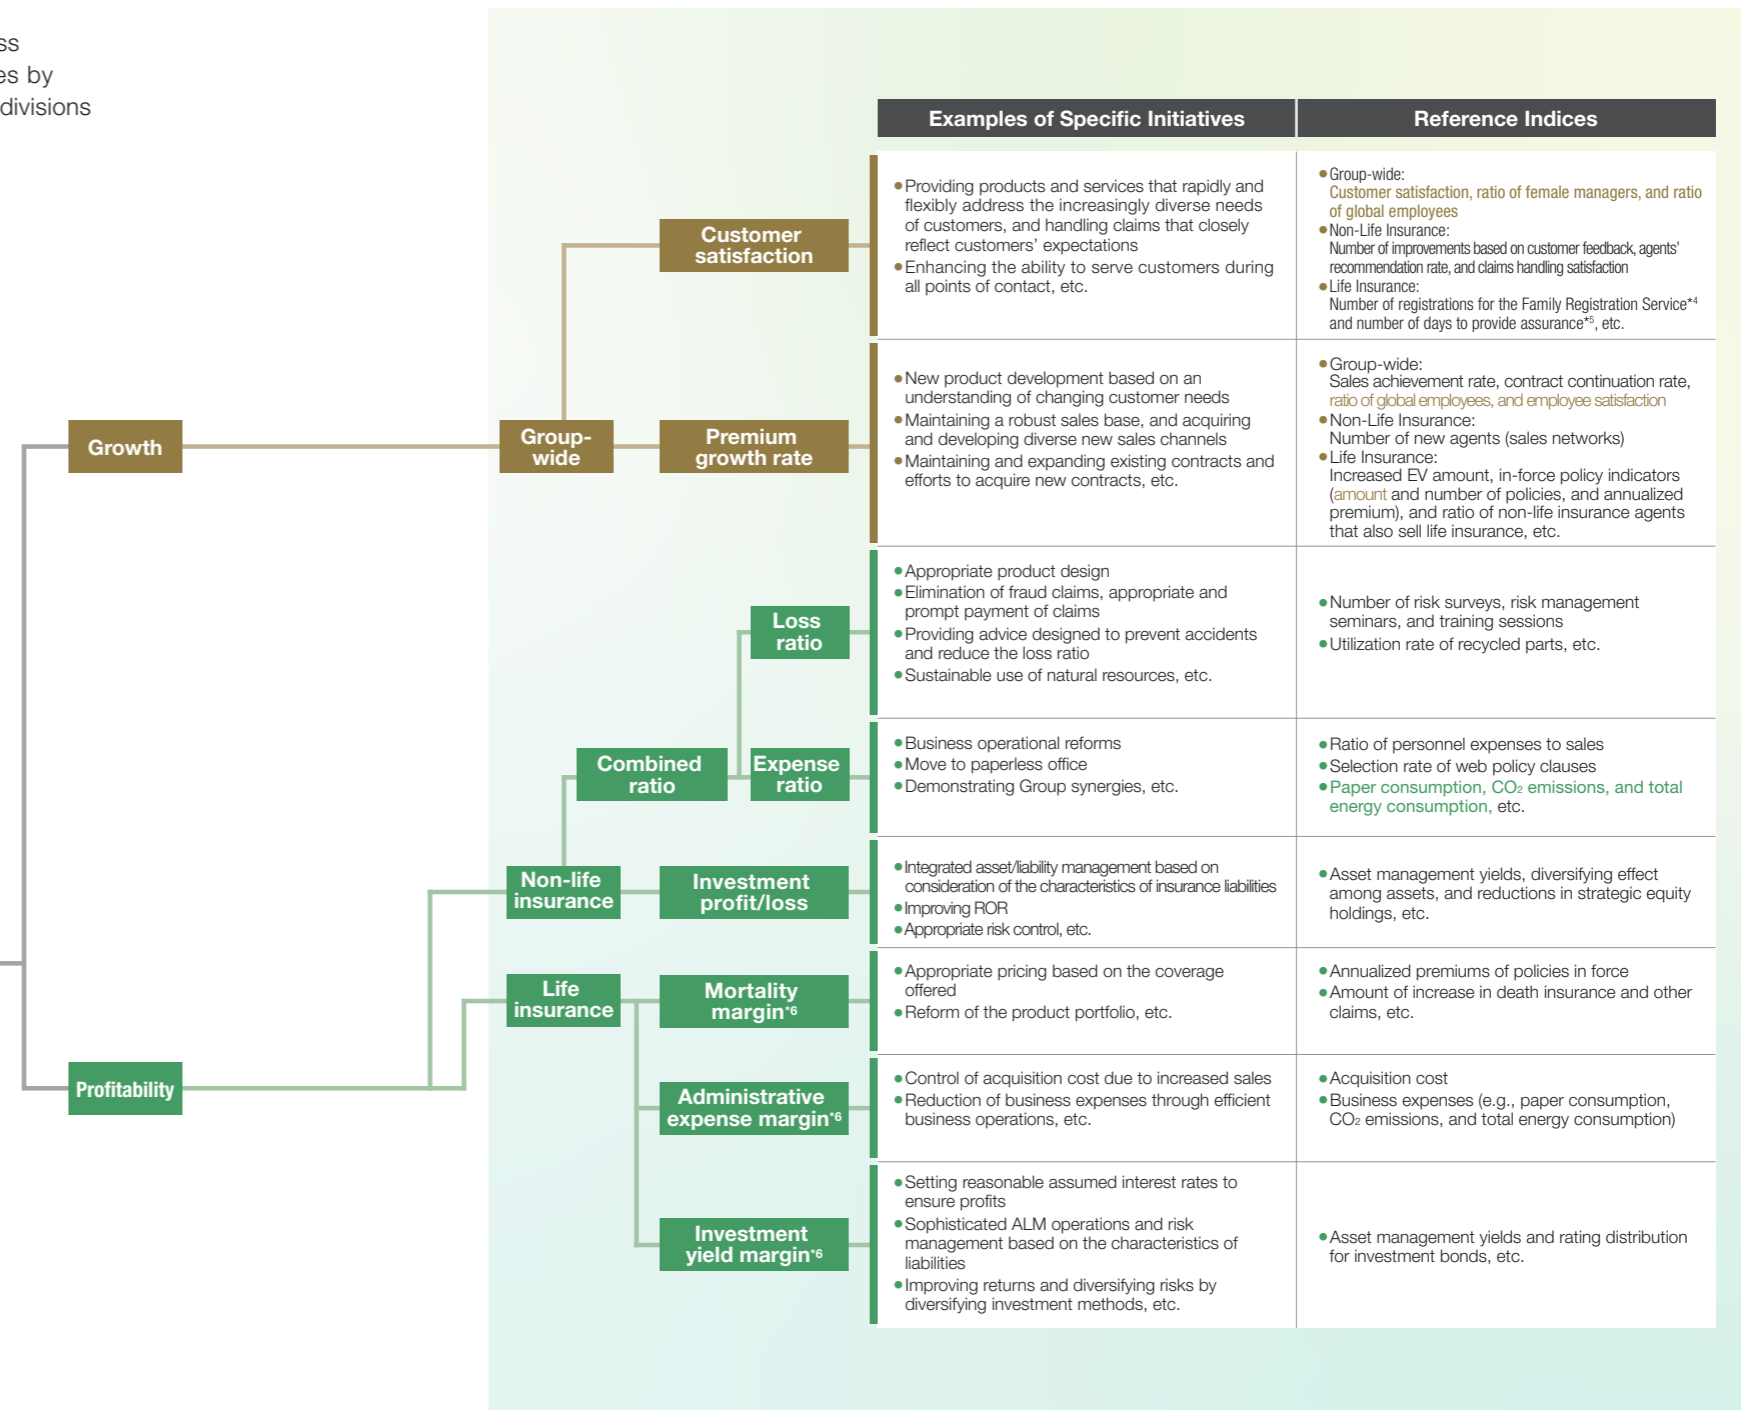 ss
es by
divisions
Examples of Specific Initiatives
Reference Indices
Growth
Group-
wide
Customer
satisfaction
●Providing products and services that rapidly and
flexibly address the increasingly diverse needs
of customers, and handling claims that closely
reflect customers’ expectations
●Enhancing the ability to serve customers during
all points of contact, etc.
●Group-wide:
Customer satisfaction, ratio of female managers, and ratio
of global employees
●Non-Life Insurance:
Number of improvements based on customer feedback, agents’
recommendation rate, and claims handling satisfaction
●Life Insurance:
Number of registrations for the Family Registration Service*4
and number of days to provide assurance*5, etc.
Premium
growth rate
●New product development based on an
understanding of changing customer needs
●Maintaining a robust sales base, and acquiring
and developing diverse new sales channels
●Maintaining and expanding existing contracts and
efforts to acquire new contracts, etc.
●Group-wide:
Sales achievement rate, contract continuation rate,
ratio of global employees, and employee satisfaction
●Non-Life Insurance:
Number of new agents (sales networks)
●Life Insurance:
Increased EV amount, in-force policy indicators
(amount and number of policies, and annualized
premium), and ratio of non-life insurance agents
that also sell life insurance, etc.
Profitability
Non-life
insurance
Combined
ratio
Loss
ratio
●Appropriate product design
●Elimination of fraud claims, appropriate and
prompt payment of claims
●Providing advice designed to prevent accidents
and reduce the loss ratio
●Sustainable use of natural resources, etc.
●Number of risk surveys, risk management
seminars, and training sessions
●Utilization rate of recycled parts, etc.
Expense
ratio
●Business operational reforms
●Move to paperless office
●Demonstrating Group synergies, etc.
●Ratio of personnel expenses to sales
●Selection rate of web policy clauses
●Paper consumption, CO2 emissions, and total
energy consumption, etc.
Investment
profit/loss
●Integrated asset/liability management based on
consideration of the characteristics of insurance liabilities
●Improving ROR
●Appropriate risk control, etc.
●Asset management yields, diversifying effect
among assets, and reductions in strategic equity
holdings, etc.
Life
insurance
Mortality
margin*6
●Appropriate pricing based on the coverage
offered
●Reform of the product portfolio, etc.
●Annualized premiums of policies in force
●Amount of increase in death insurance and other
claims, etc.
Administrative
expense margin*6
●Control of acquisition cost due to increased sales
●Reduction of business expenses through efficient
business operations, etc.
●Acquisition cost
●Business expenses (e.g., paper consumption,
CO2 emissions, and total energy consumption)
Investment
yield margin*6
●Setting reasonable assumed interest rates to
ensure profits
●Sophisticated ALM operations and risk
management based on the characteristics of
liabilities
●Improving returns and diversifying risks by
diversifying investment methods, etc.
●Asset management yields and rating distribution
for investment bonds, etc.